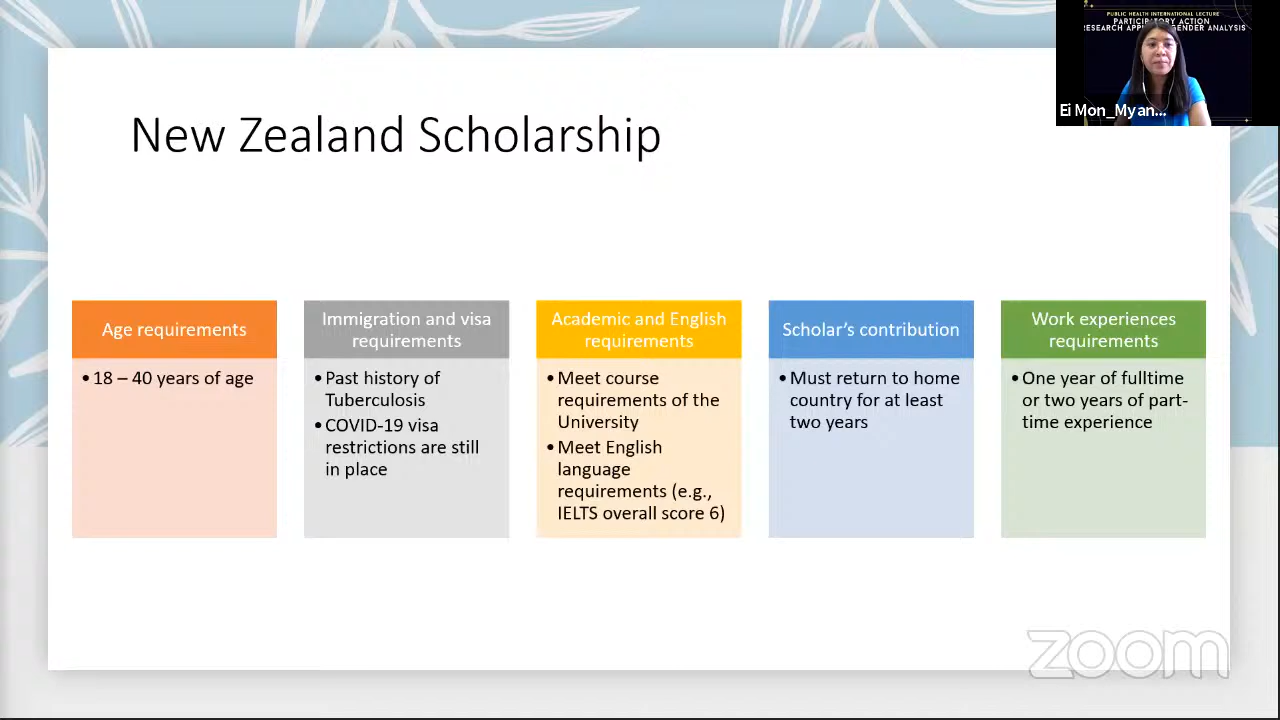 PUBLIC HEALTH INTERNATIONAL LECTURE
PARTICIPATORY ACTION
RESEARCH GENDER ANALYSIS
Ei Mon_Myan...
New Zealand Scholarship
Age requirements
• 18 – 40 years of age
Immigration and visa
requirements
• Past history of
Tuberculosis
• COVID-19 visa
restrictions are still
in place
Academic and English
requirements
• Meet course
requirements of the
University
• Meet English
language
requirements (e.g.,
IELTS overall score 6)
Scholar’s contribution
• Must return to home
country for at least
two years
Work experiences
requirements
• One year of fulltime
or two years of part-
time experience
zoom